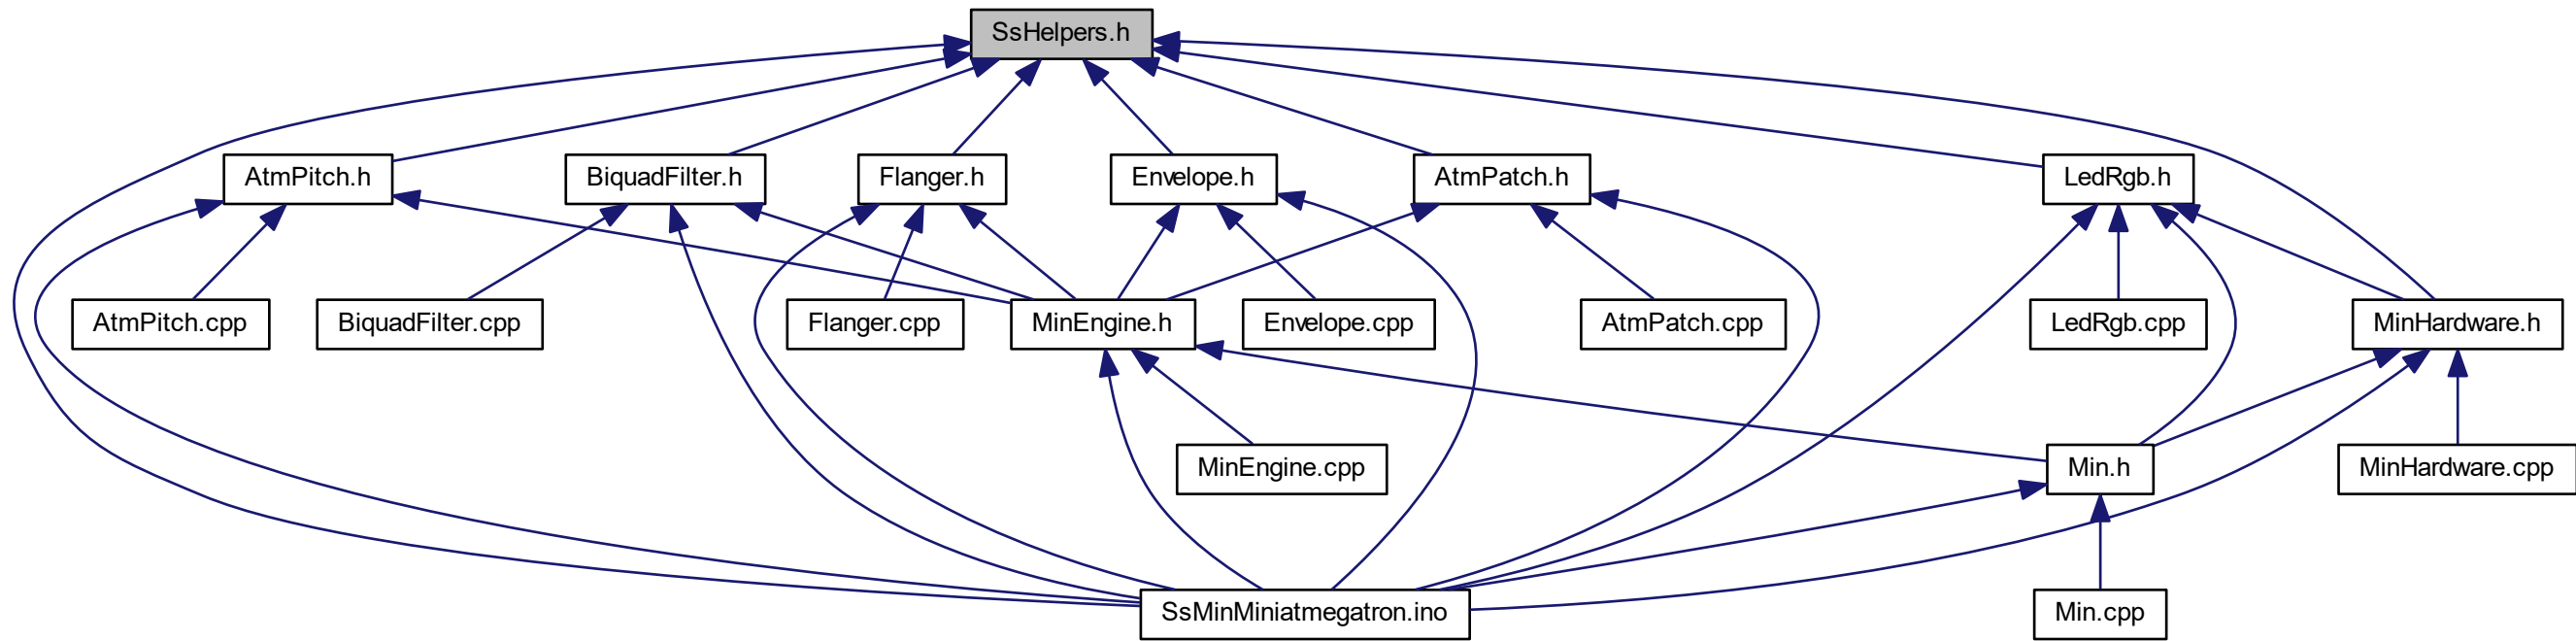 SsHelpers.h
AtmPitch.h
BiquadFilter.h
Flanger.h
Envelope.h
AtmPatch.h
LedRgb.h
AtmPitch.cpp
BiquadFilter.cpp
Flanger.cpp
MinEngine.h
Envelope.cpp
AtmPatch.cpp
LedRgb.cpp
MinHardware.h
MinEngine.cpp
Min.h
MinHardware.cpp
SsMinMiniatmegatron.ino
Min.cpp